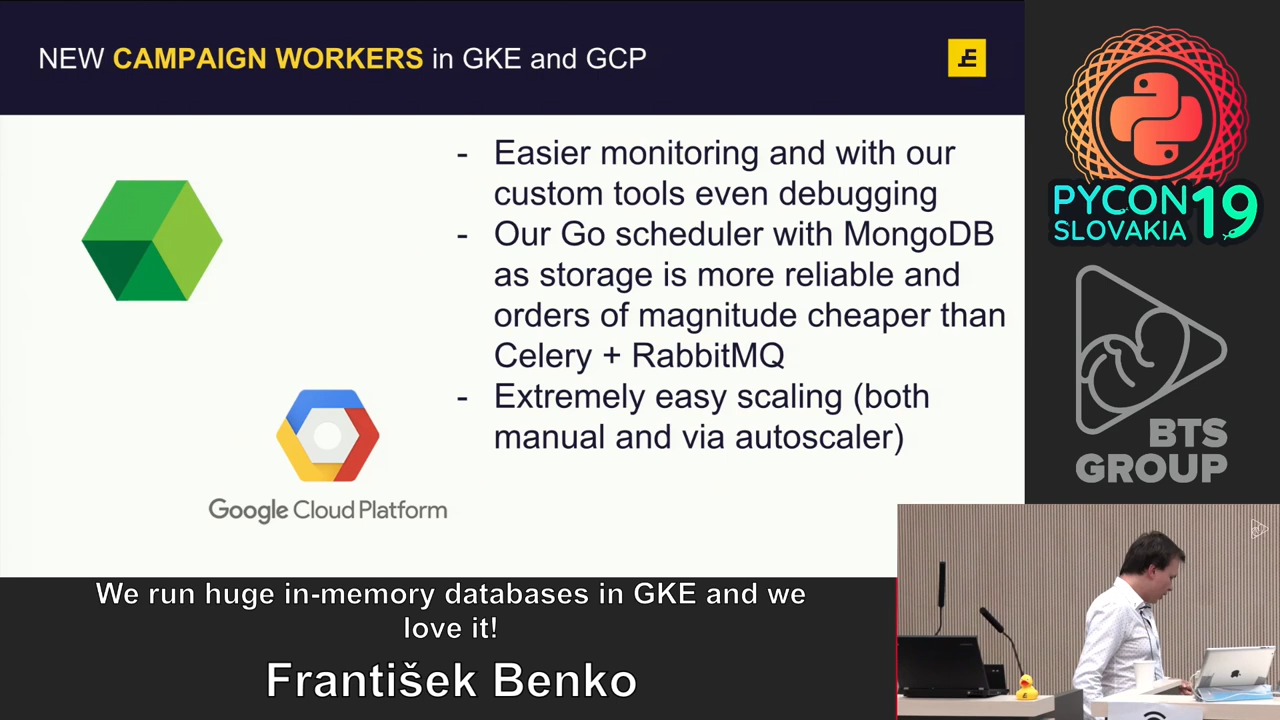 NEW CAMPAIGN WORKERS in GKE and GCP
- Easier monitoring and with our
custom tools even debugging
- Our Go scheduler with MongoDB
as storage is more reliable and
orders of magnitude cheaper than
Celery + RabbitMQ
- Extremely easy scaling (both
manual and via autoscaler)
Google Cloud Platform
PYCON 19
SLOVAKIA
BTS
GROUP
We run huge in-memory databases in GKE and we
love it!
František Benko